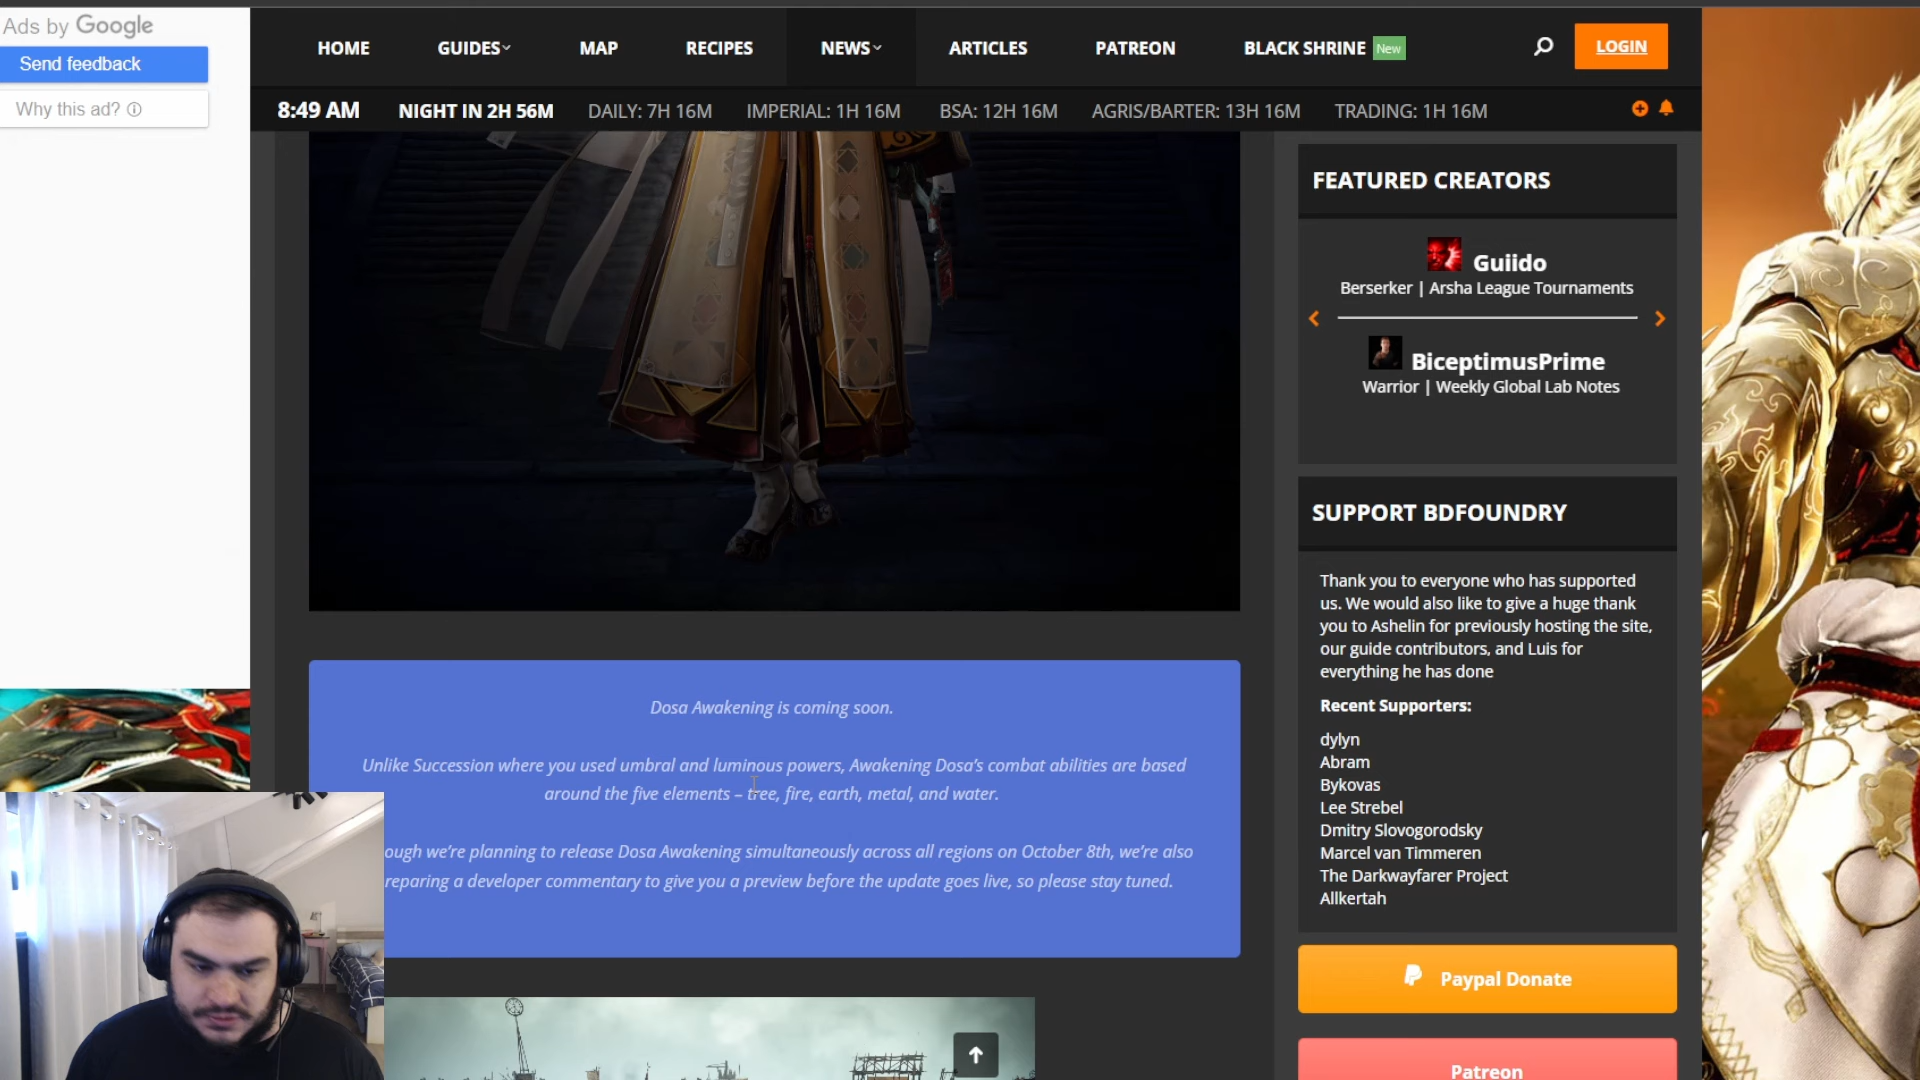 Ads by Google
Send feedback
Why this ad?
HOME GUIDES MAP RECIPES NEWS ARTICLES PATREON BLACK SHRINE New LOGIN
8:49 AM NIGHT IN 2H 56M DAILY: 7H 16M IMPERIAL: 1H 16M BSA: 12H 16M AGRIS/BARTER: 13H 16M TRADING: 1H 16M
Dosa Awakening is coming soon.
Unlike Succession where you used umbral and luminous powers, Awakening Dosa's combat abilities are based
around the five elements – tree, fire, earth, metal, and water.
ough we're planning to release Dosa Awakening simultaneously across all regions on October 8th, we're also
reparing a developer commentary to give you a preview before the update goes live, so please stay tuned.
FEATURED CREATORS
Guiido
Berserker | Arsha League Tournaments
BiceptimusPrime
Warrior | Weekly Global Lab Notes
SUPPORT BDFOUNDRY
Thank you to everyone who has supported
us. We would also like to give a huge thank
you to Ashelin for previously hosting the site,
our guide contributors, and Luis for
everything he has done
Recent Supporters:
dylyn
Abram
Bykovas
Lee Strebel
Dmitry Slovogorodsky
Marcel van Timmeren
The Darkwayfarer Project
Allkertah
Paypal Donate
Patreon